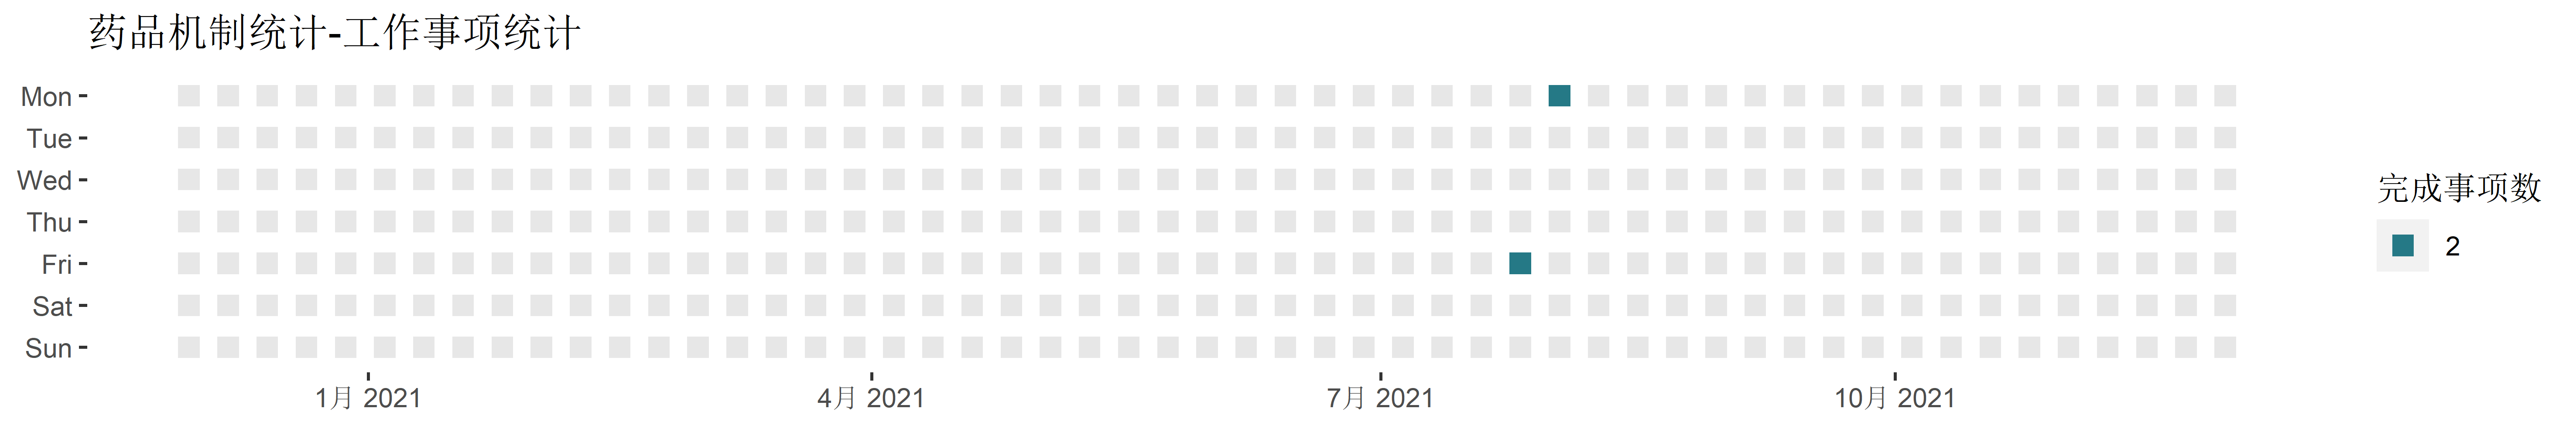 药品机制统计-工作事项统计
Mon
Tue
Wed
Thu
Fri
Sat
Sun
1月 2021
4月 2021
7月 2021
10月 2021
完成事项数
2